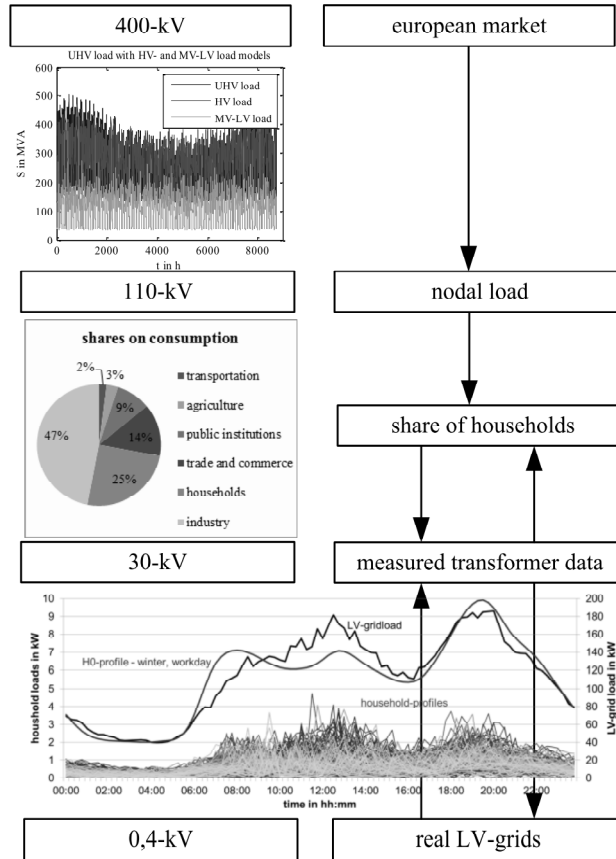 400-kV
european market
UHV load with HV- and MV-LV load models
600
500
400
300
200
100
0
S in MVA
UHV load
HV load
MV-LV load
0
2000
4000
6000
8000
t in h
110-kV
nodal load
shares on consumption
2%
3%
9%
14%
25%
47%
transportation
agriculture
public institutions
trade and commerce
households
industry
share of households
30-kV
measured transformer data
10
9
8
7
6
5
4
3
2
1
0
houshold loads in kW
LV-gridload
H0-profile - winter, workday
household-profiles
200
180
160
140
120
100
80
60
40
20
0
LV-grid load in kW
00:00
02:00
04:00
06:00
08:00
10:00
12:00
14:00
16:00
18:00
20:00
22:00
time in hh:mm
0,4-kV
real LV-grids